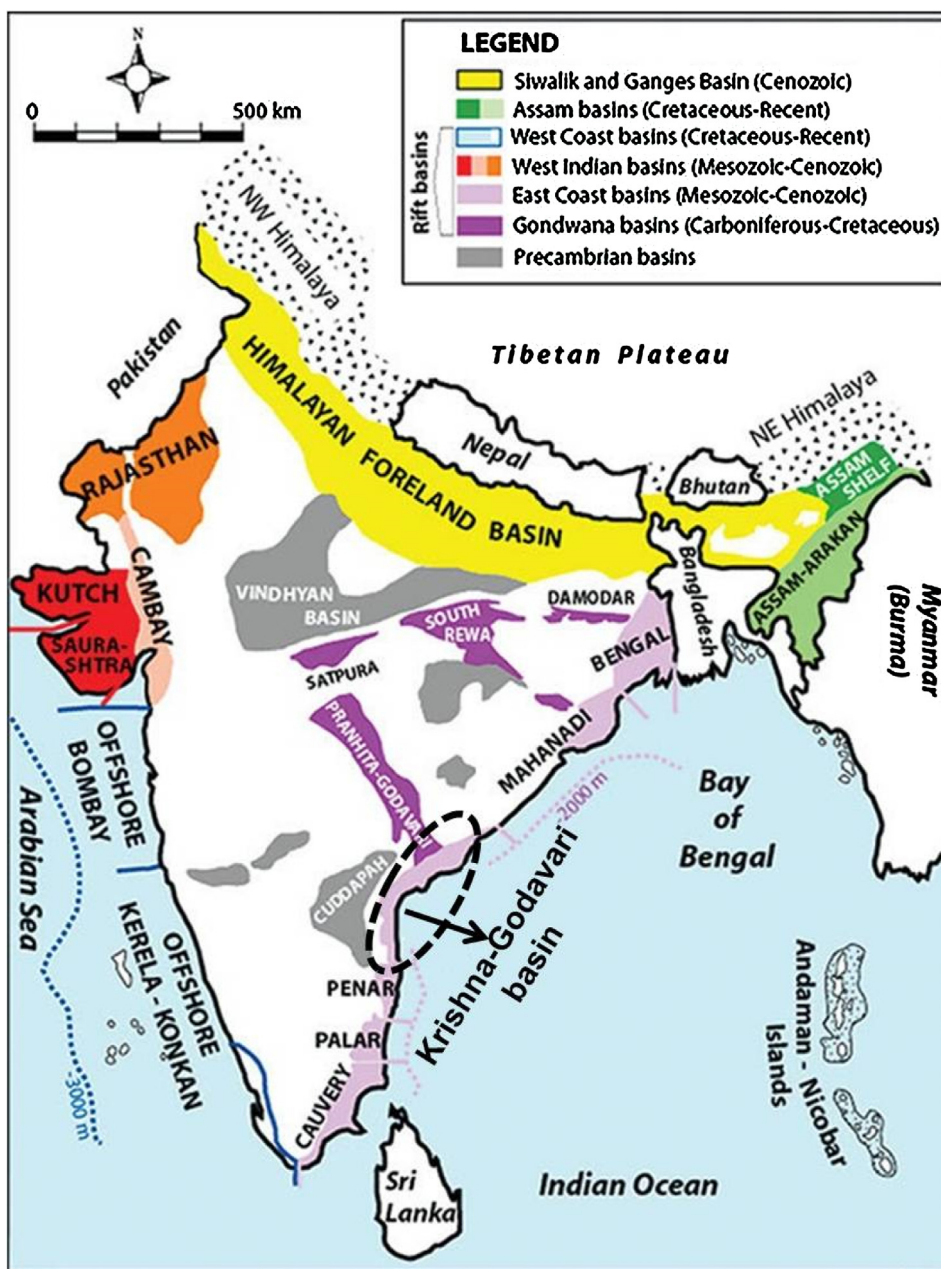 N
0
500 km
LEGEND
Siwalik and Ganges Basin (Cenozoic)
Assam basins (Cretaceous-Recent)
West Coast basins (Cretaceous-Recent)
West Indian basins (Mesozoic-Cenozoic)
East Coast basins (Mesozoic-Cenozoic)
Gondwana basins (Carboniferous-Cretaceous)
Precambrian basins
Rift basins
NW Himalaya
Pakistan
Tibetan Plateau
HIMALAYAN FORELAND BASIN
Nepal
NE Himalaya
Bhutan
ASSAM
SHELF
RAJASTHAN
ASSAM-ARAKAN
Bangladesh
Myanmar
(Burma)
KUTCH
SAURA-
SHTRA
CAMBAY
VINDHYAN
BASIN
SOUTH
REWA
DAMODAR
BENGAL
SATPURA
PRANHITA-GODAVARI
MAHANADI
-2000 m
Bay
of
Bengal
OFFSHORE
BOMBAY
Arabian Sea
CUDDAPAH
Krishna-Godavari
basin
OFFSHORE
KERELA - KONKAN
-3000 m
PENAR
PALAR
CAUVERY
Andaman - Nicobar
Islands
Sri
Lanka
Indian Ocean